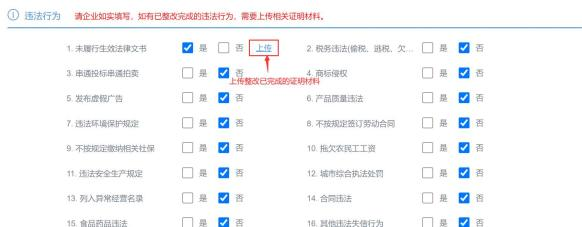 违法行为 请企业如实填写，如有已整改完成的违法行为，需要上传相关证明材料。
1. 未履行生效法律文书 是 否 上传 2. 税务违法(偷税、逃税、欠... 是 否
3. 串通投标串通拍卖 是 否 4. 商标侵权 是 否
上传整改已完成的证明材料
5. 发布虚假广告 是 否 6. 产品质量违法 是 否
7. 违法环境保护规定 是 否 8. 不按规定签订劳动合同 是 否
9. 不按规定缴纳相关社保 是 否 10. 拖欠农民工工资 是 否
11. 违法安全生产规定 是 否 12. 城市综合执法处罚 是 否
13. 列入异常经营名录 是 否 14. 合同违法 是 否
15. 食品药品违法 是 否 16. 其他违法失信行为 是 否